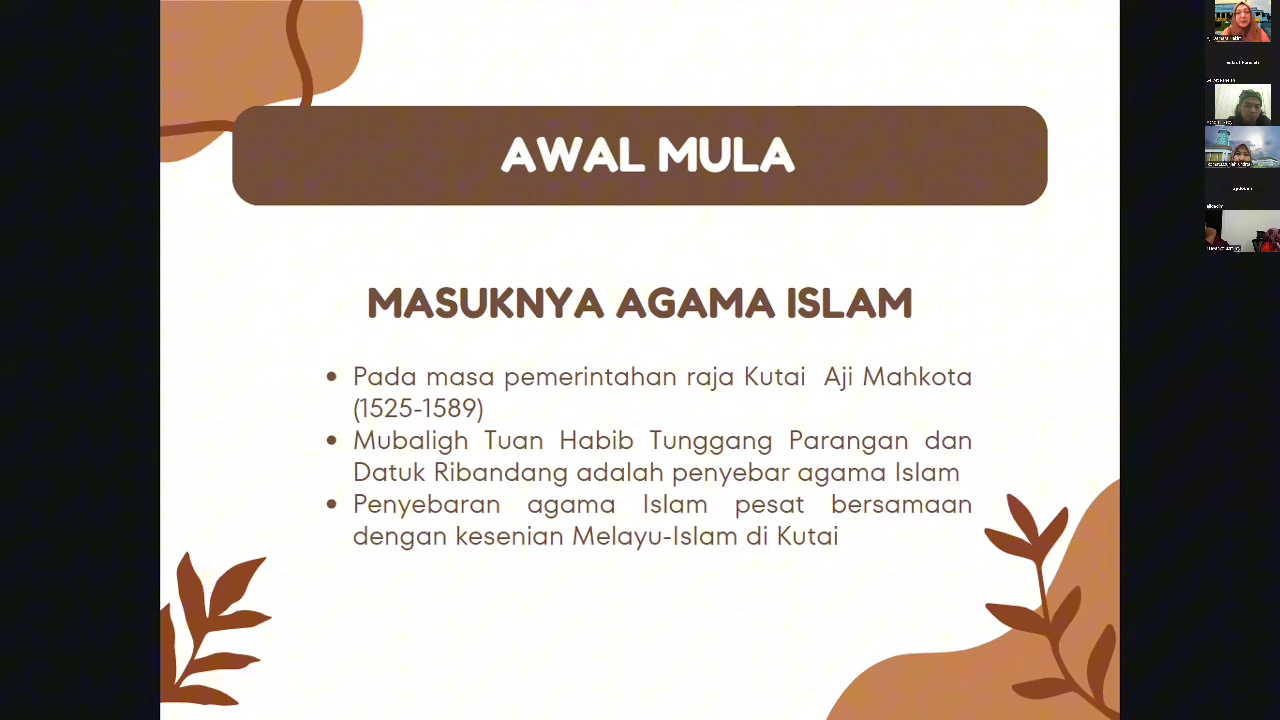 AWAL MULA
MASUKNYA AGAMA ISLAM
• Pada masa pemerintahan raja Kutai Aji Mahkota
(1525-1589)
• Mubaligh Tuan Habib Tunggang Parangan dan
Datuk Ribandang adalah penyebar agama Islam
• Penyebaran agama Islam pesat bersamaan
dengan kesenian Melayu-Islam di Kutai